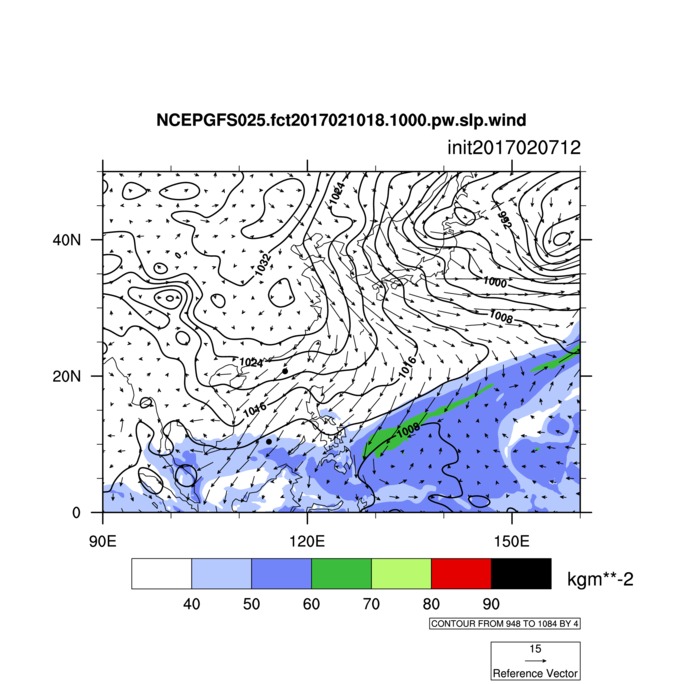 NCEPGFS025.fct2017021018.1000.pw.slp.wind
init2017020712
1024
992
40N
0
1032
1000
1008
1024
1016
20N
1016
1008
0
90E 120E 150E
40 50 60 70 80 90
kgm**-2
CONTOUR FROM 948 TO 1084 BY 4
15
Reference Vector